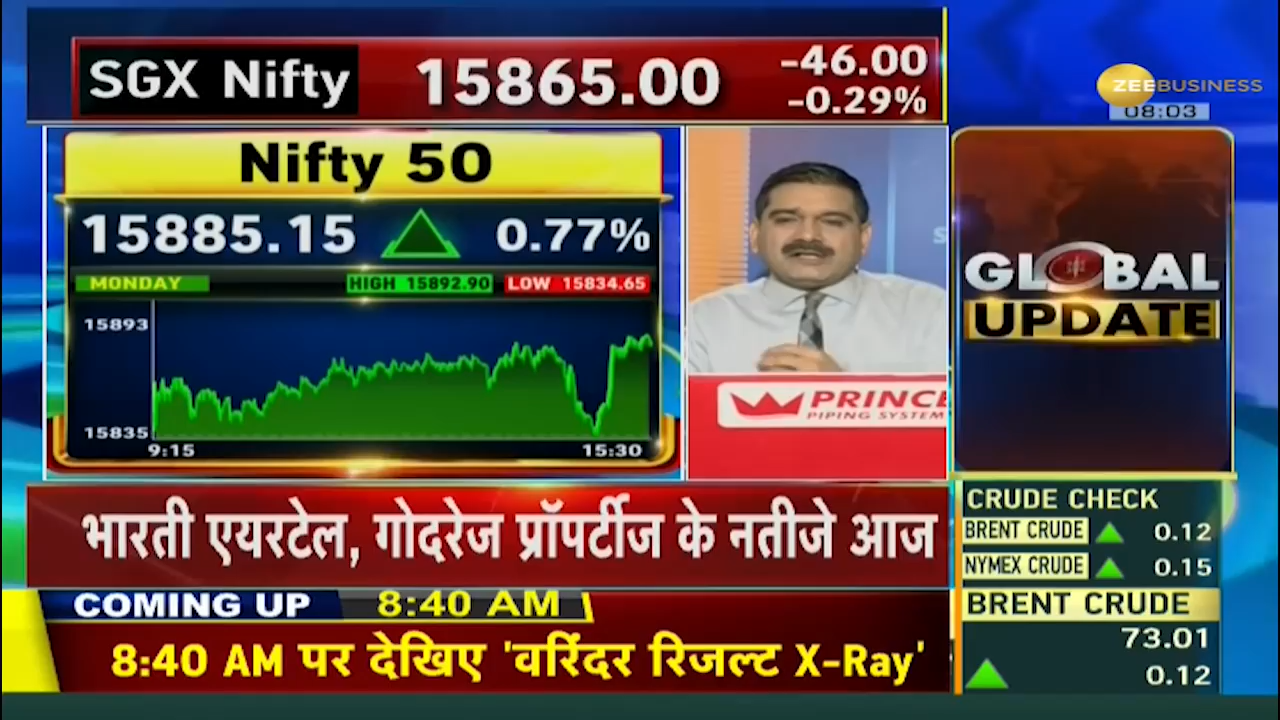 SGX Nifty 15865.00 -46.00
-0.29%
ZEEBUSINESS
08:03
Nifty 50
15885.15 0.77%
MONDAY HIGH 15892.90 LOW 15834.65
15893
15835
9:15 15:30
PRINCE
PIPING SYSTEM
GLOBAL
UPDATE
भारती एयरटेल, गोदरेज प्रॉपर्टीज के नतीजे आज
CRUDE CHECK
BRENT CRUDE 0.12
NYMEX CRUDE 0.15
BRENT CRUDE
73.01
0.12
COMING UP 8:40 AM
8:40 AM पर देखिए 'वरिंदर रिजल्ट X-Ray'